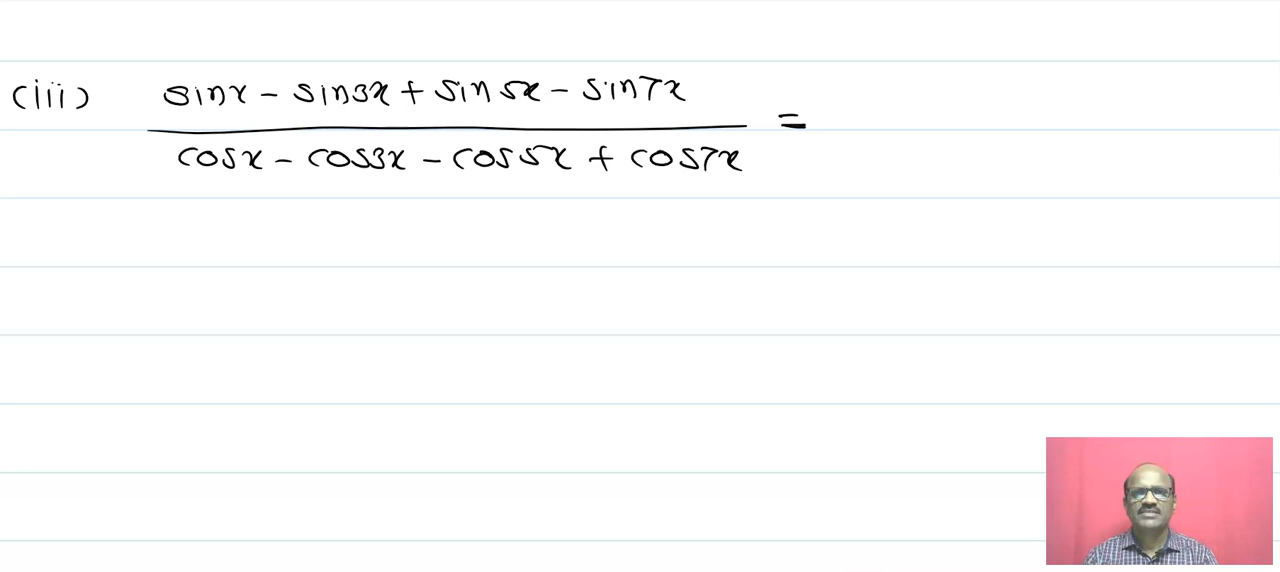 (iii) sinx - sin3x + sin5x - sin7x
cosx - cos3x - cos5x + cos7x =